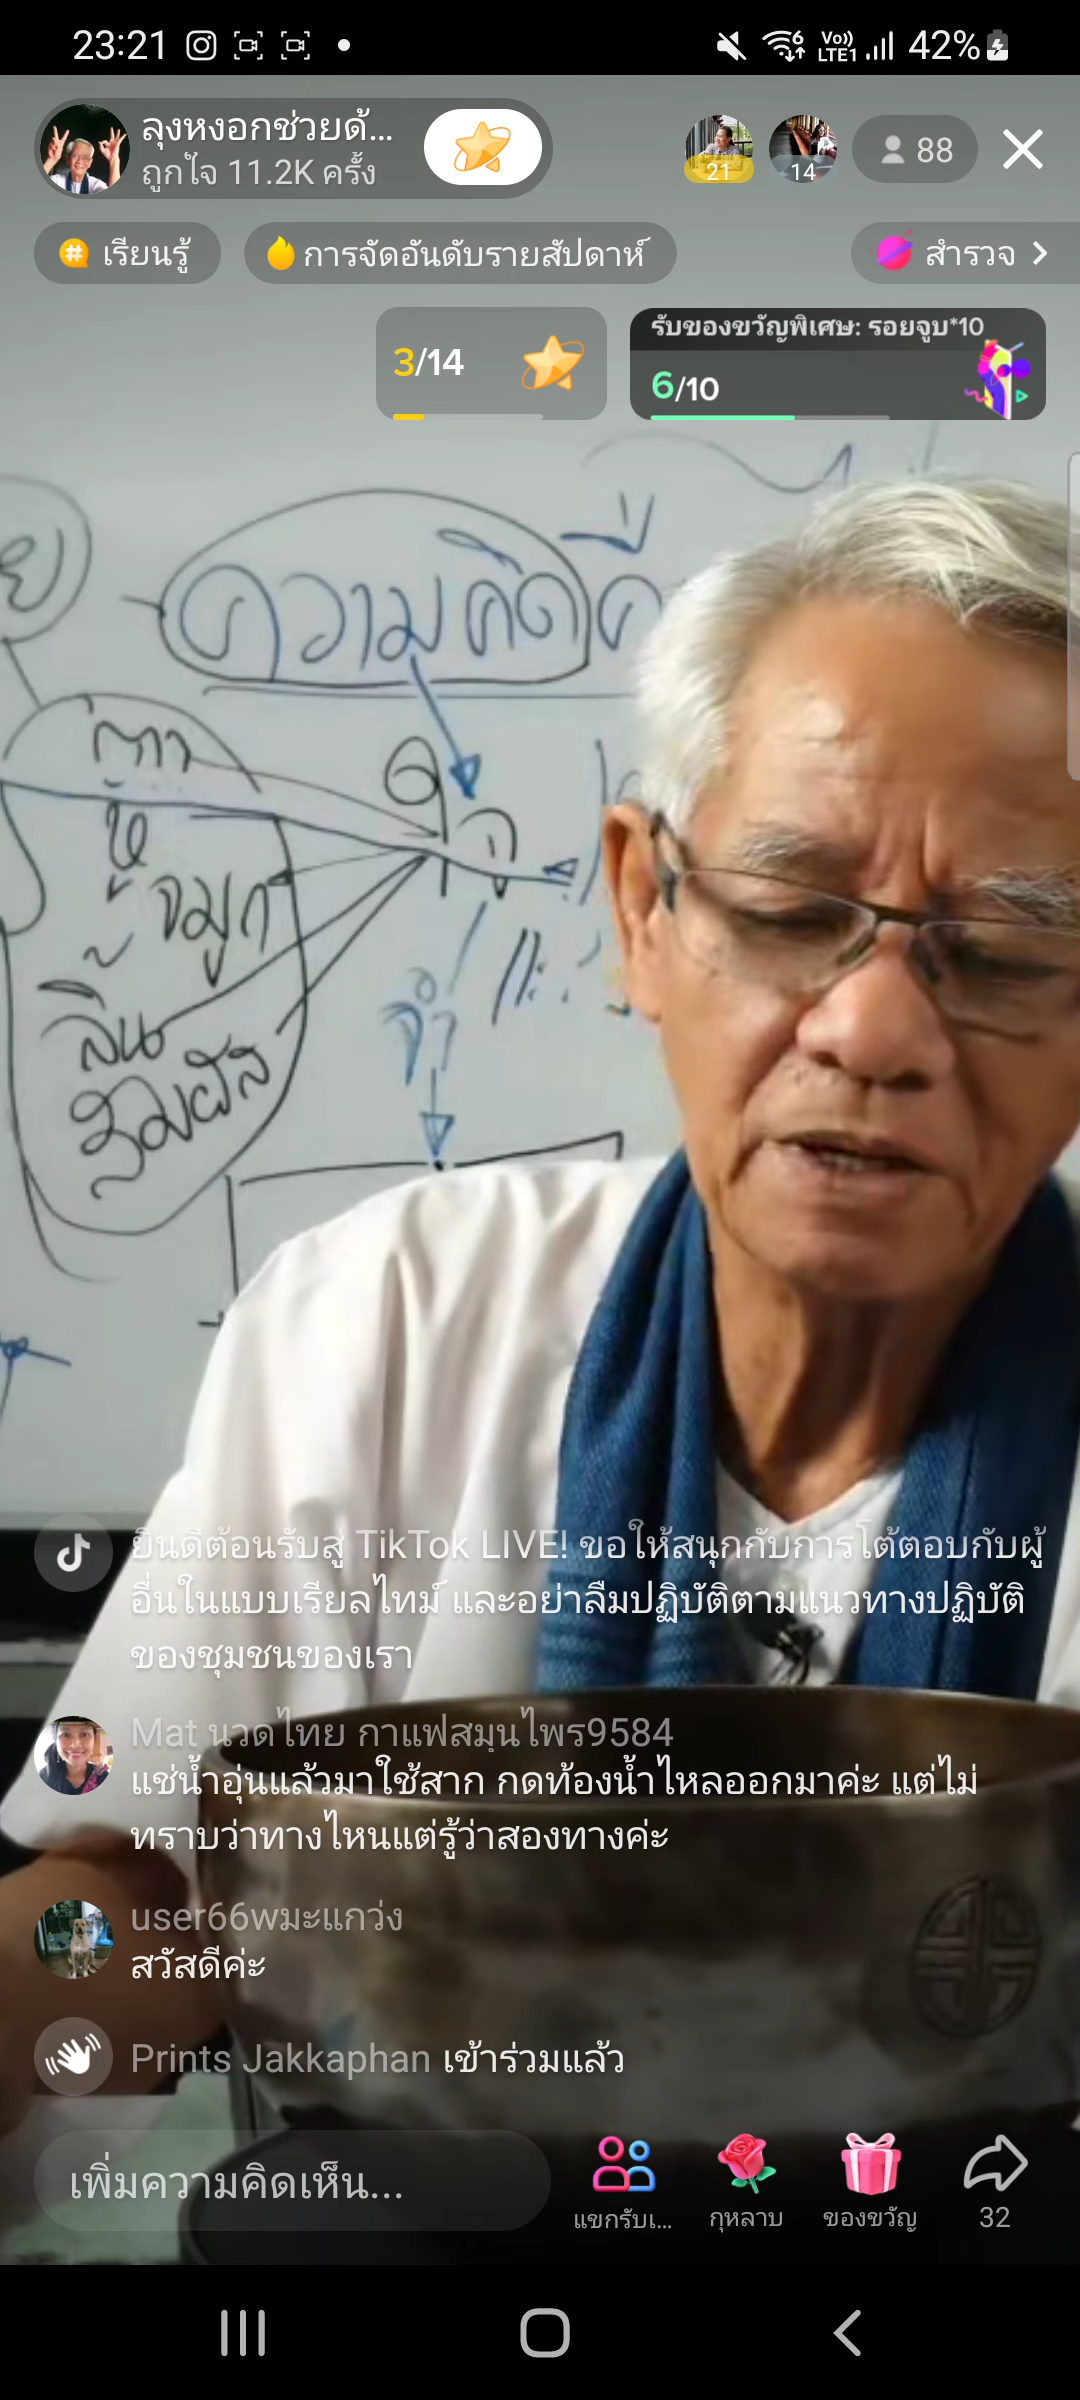 23:21
Vo))
LTE1
42%
ลุงหงอกช่วยด้...
ถูกใจ 11.2K ครั้ง
21
14
88
เรียนรู้
การจัดอันดับรายสัปดาห์
สำรวจ
3/14
รับของขวัญพิเศษ: รอยจูบ*10
6/10
ความคิด
คื
ตา
หู
จมูก
ลิ้น
สัมผัส
ใจ
จำ
ยินดีต้อนรับสู่ TikTok LIVE! ขอให้สนุกกับการโต้ตอบกับผู้
อื่นในแบบเรียลไทม์ และอย่าลืมปฏิบัติตามแนวทางปฏิบัติ
ของชุมชนของเรา
Mat นวดไทย กาแฟสมุนไพร9584
แช่น้ำอุ่นแล้วมาใช้สาก กดท้องน้ำไหลออกมาค่ะ แต่ไม่
ทราบว่าทางไหนแต่รู้ว่าสองทางค่ะ
user66wมะแกว่ง
สวัสดีค่ะ
Prints Jakkaphan เข้าร่วมแล้ว
เพิ่มความคิดเห็น...
แขกรับเ...
กุหลาบ
ของขวัญ
32